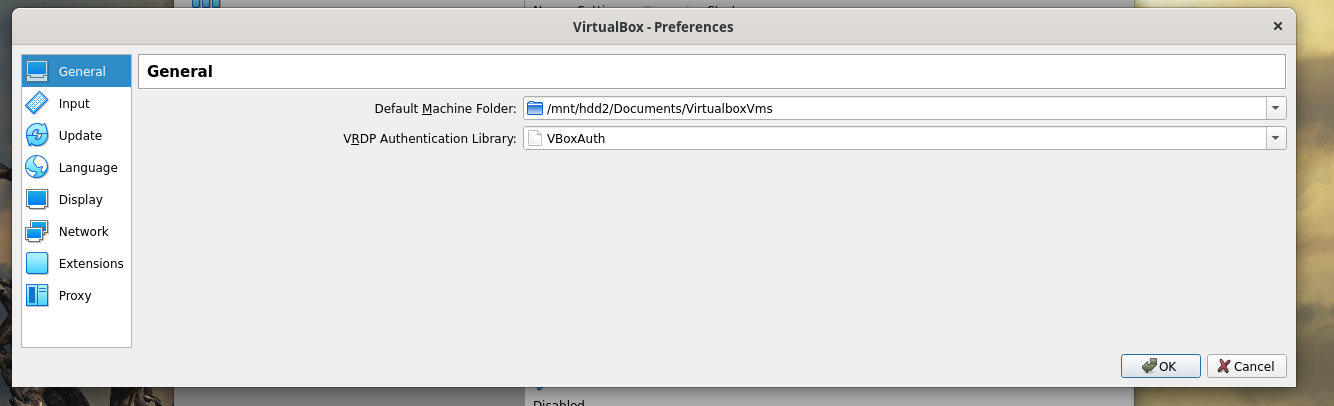 VirtualBox - Preferences
General
Input
Update
Language
Display
Network
Extensions
Proxy
General
Default Machine Folder: /mnt/hdd2/Documents/VirtualboxVms
VRDP Authentication Library: VBoxAuth
OK Cancel
Disabled